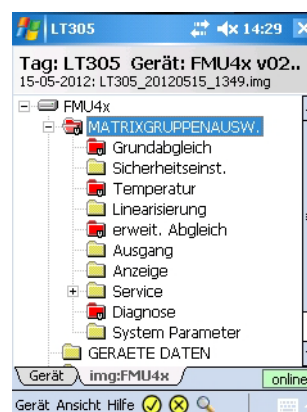 LT305 14:29
Tag: LT305 Gerät: FMU4x v02..
15-05-2012: LT305_20120515_1349.img
FMU4x
MATRIXGRUPPENAUSW.
Grundabgleich
Sicherheitseinst.
Temperatur
Linearisierung
erweit. Abgleich
Ausgang
Anzeige
Service
Diagnose
System Parameter
GERAETE DATEN
Gerät img:FMU4x online
Gerät Ansicht Hilfe